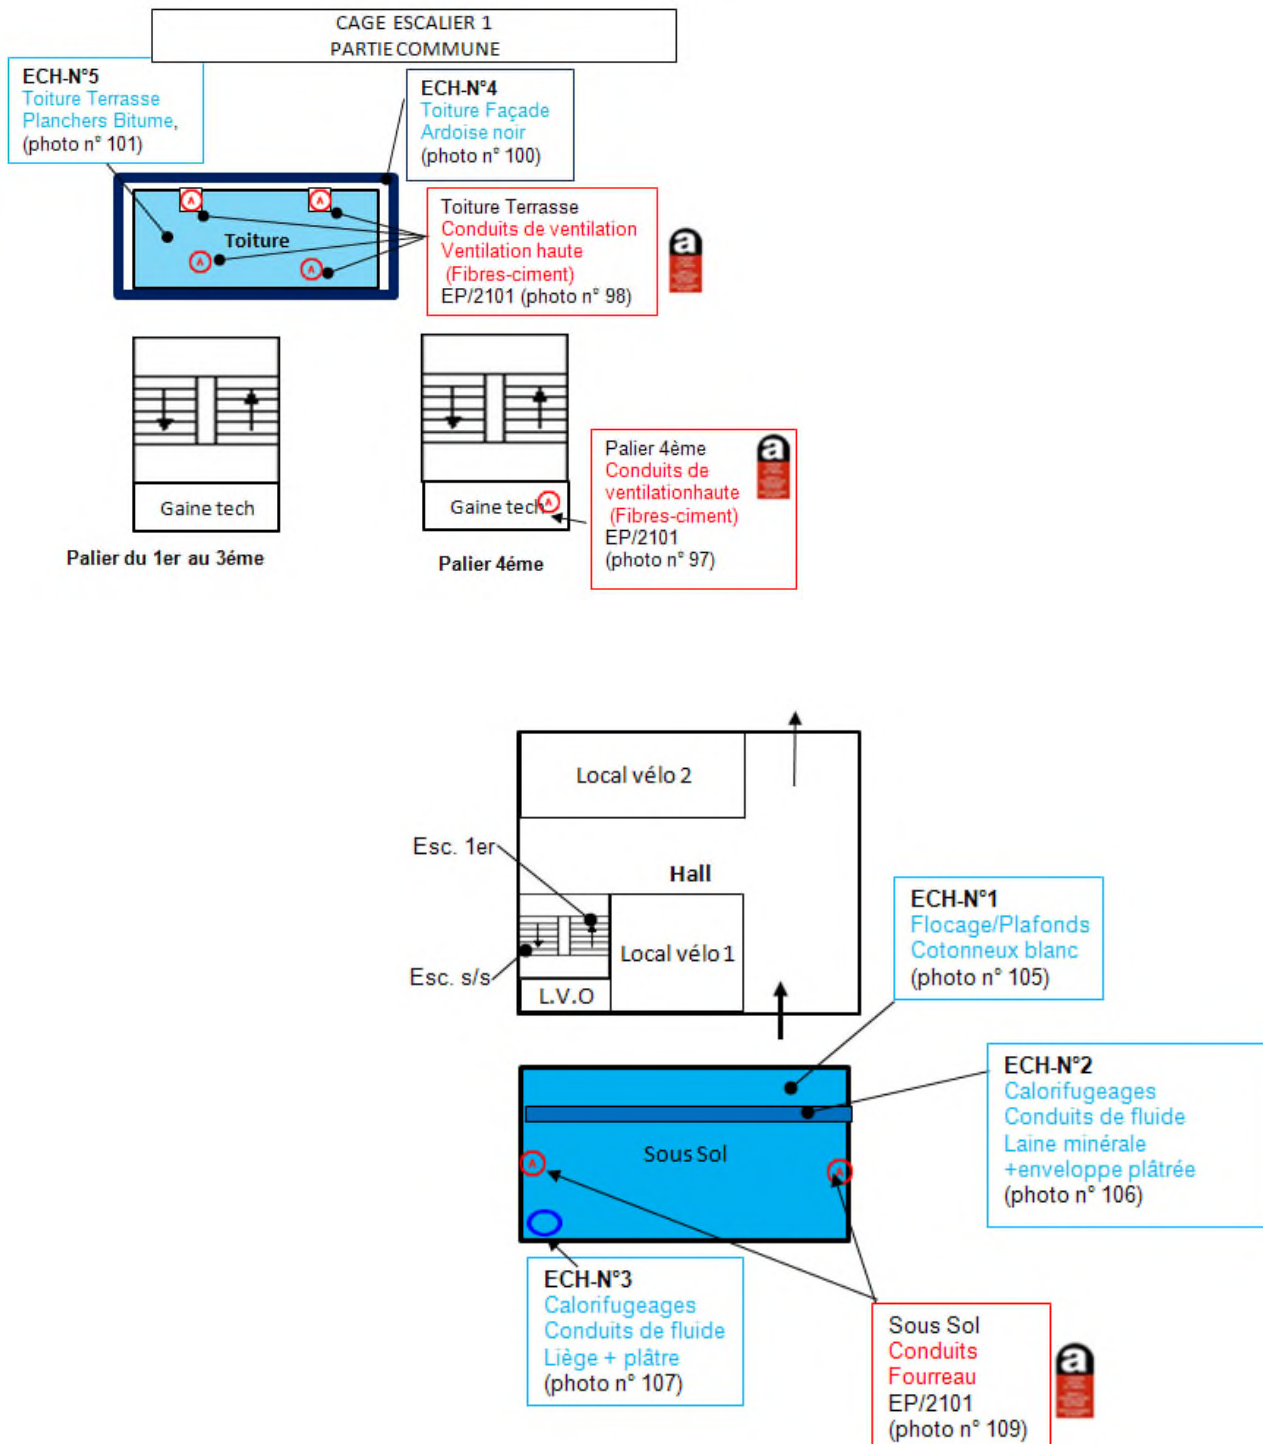 CAGE ESCALIER 1
PARTIE COMMUNE
ECH-N°5
Toiture Terrasse
Planchers Bitume,
(photo n° 101)
ECH-N°4
Toiture Façade
Ardoise noir
(photo n° 100)
A
A
Toiture
A
A
Toiture Terrasse
Conduits de ventilation
Ventilation haute
(Fibres-ciment)
EP/2101 (photo n° 98)
a
Gaine tech
Palier du 1er au 3éme
Gaine tech
A
Palier 4éme
Palier 4ème
Conduits de
ventilationhaute
(Fibres-ciment)
EP/2101
(photo n° 97)
a
Local vélo 2
Esc. 1er
Hall
Esc. s/s
Local vélo 1
L.V.O
ECH-N°1
Flocage/Plafonds
Cotonneux blanc
(photo n° 105)
ECH-N°2
Calorifugeages
Conduits de fluide
Laine minérale
+enveloppe plâtrée
(photo n° 106)
Sous Sol
A
A
ECH-N°3
Calorifugeages
Conduits de fluide
Liège + plâtre
(photo n° 107)
Sous Sol
Conduits
Fourreau
EP/2101
(photo n° 109)
a